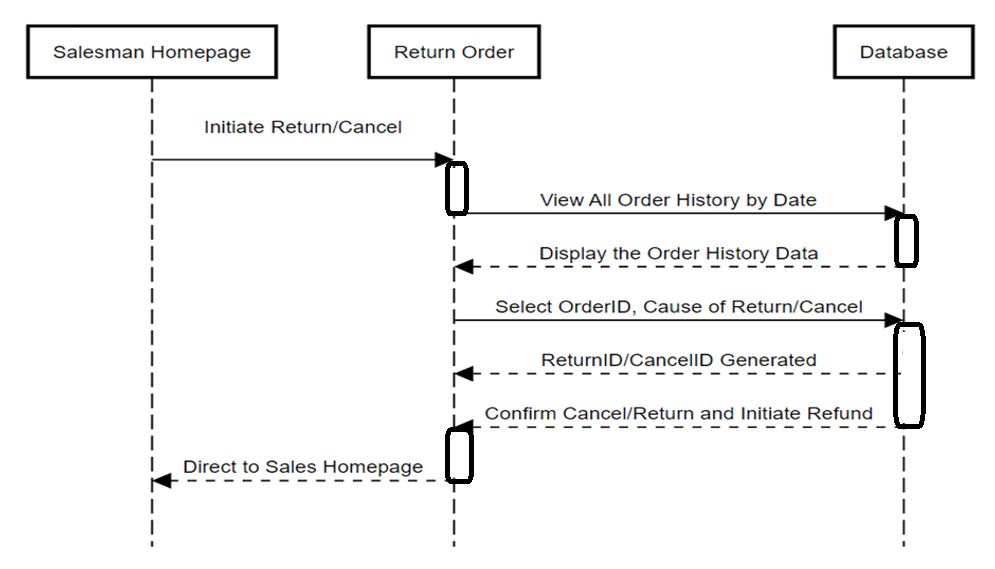 Salesman Homepage
Return Order
Database
Initiate Return/Cancel
View All Order History by Date
Display the Order History Data
Select OrderID, Cause of Return/Cancel
ReturnID/CancelID Generated
Confirm Cancel/Return and Initiate Refund
Direct to Sales Homepage